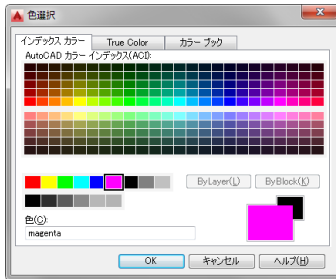 色選択
インデックス カラー True Color カラー ブック
AutoCAD カラー インデックス(ACI):
ByLayer(L) ByBlock(K)
色(C):
magenta
OK キャンセル ヘルプ(H)